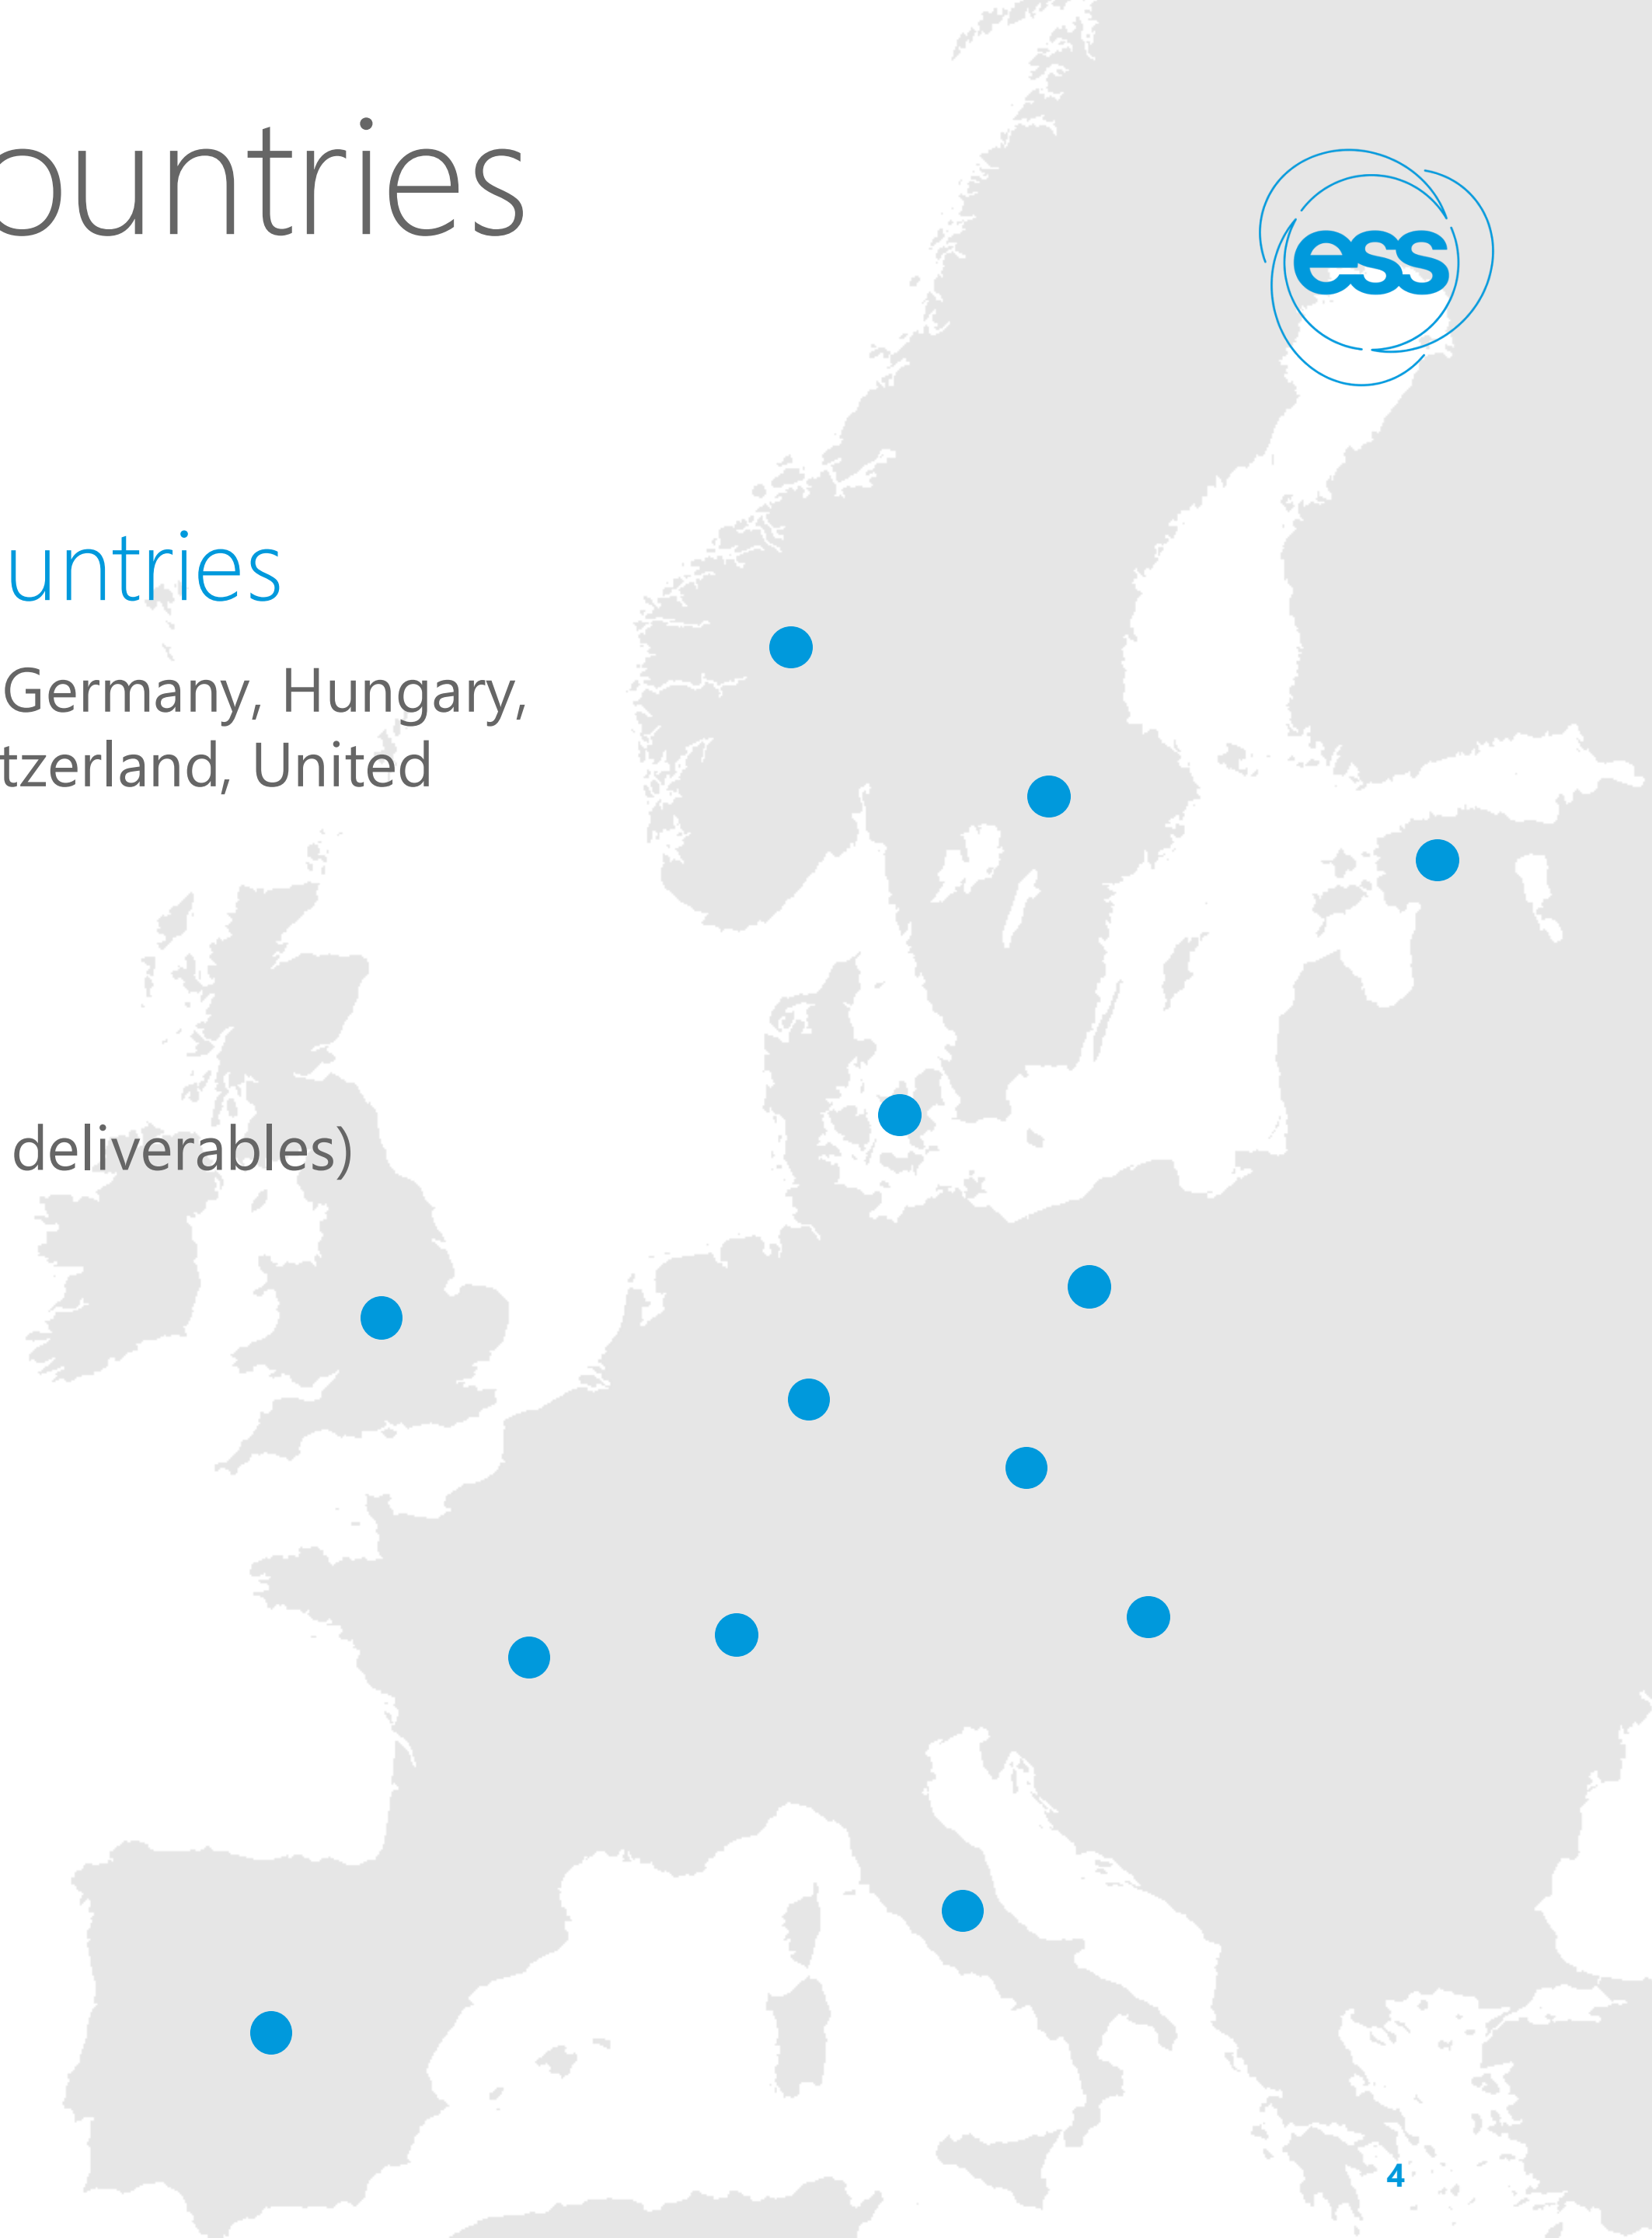 ountries
ess
untries
Germany, Hungary,
tzerland, United
deliverables)
4